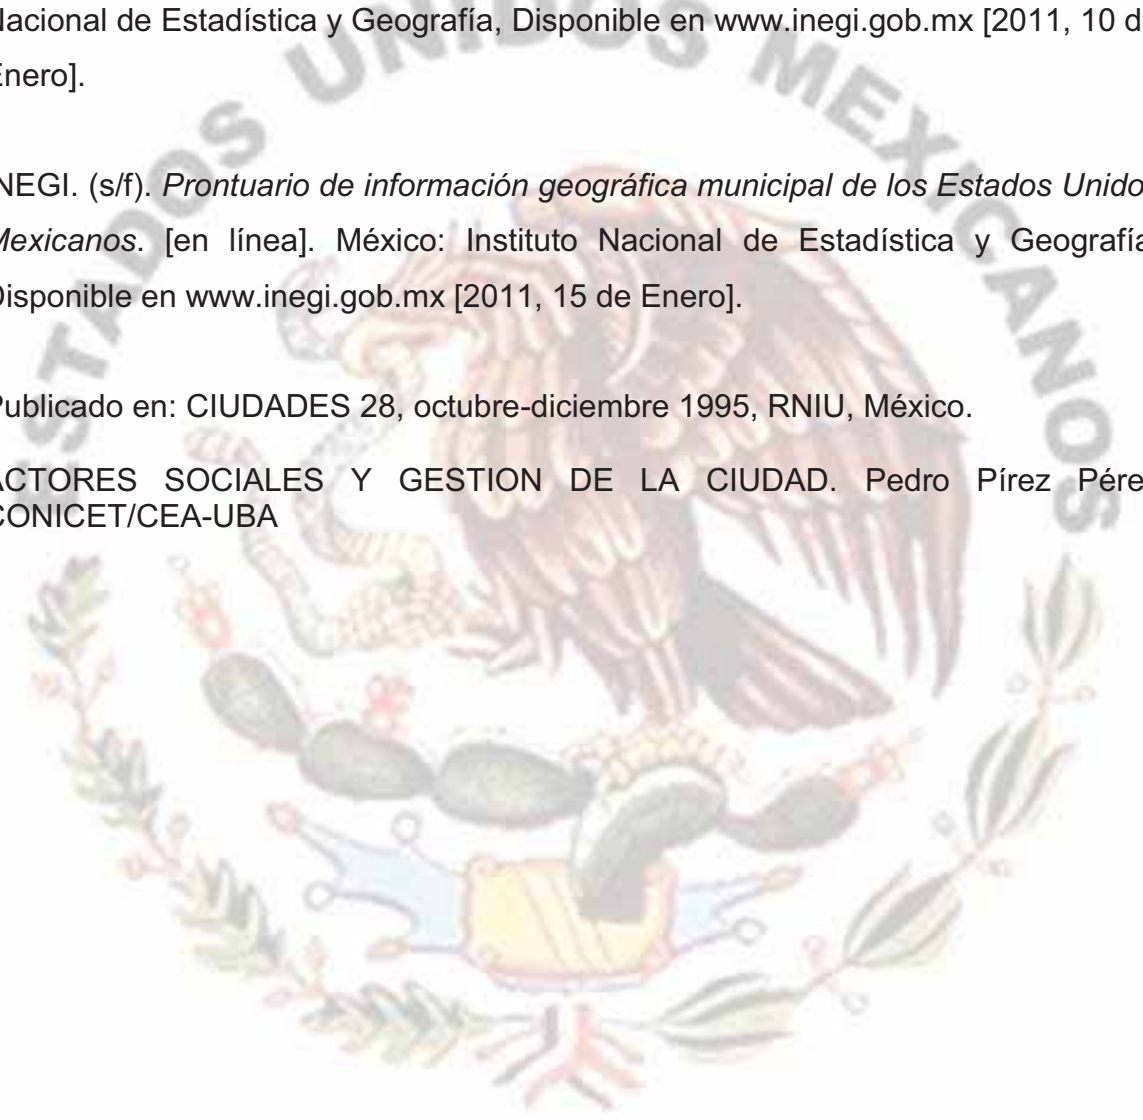 Nacional de Estadística y Geografía, Disponible en www.inegi.gob.mx [2011, 10 d
Enero].
INEGI. (s/f). Prontuario de información geográfica municipal de los Estados Unido
Mexicanos. [en línea]. México: Instituto Nacional de Estadística y Geografía
Disponible en www.inegi.gob.mx [2011, 15 de Enero].
Publicado en: CIUDADES 28, octubre-diciembre 1995, RNIU, México.
ACTORES SOCIALES Y GESTION DE LA CIUDAD. Pedro Pírez Pére
CONICET/CEA-UBA
ESTADOS UNIDOS MEXICANOS